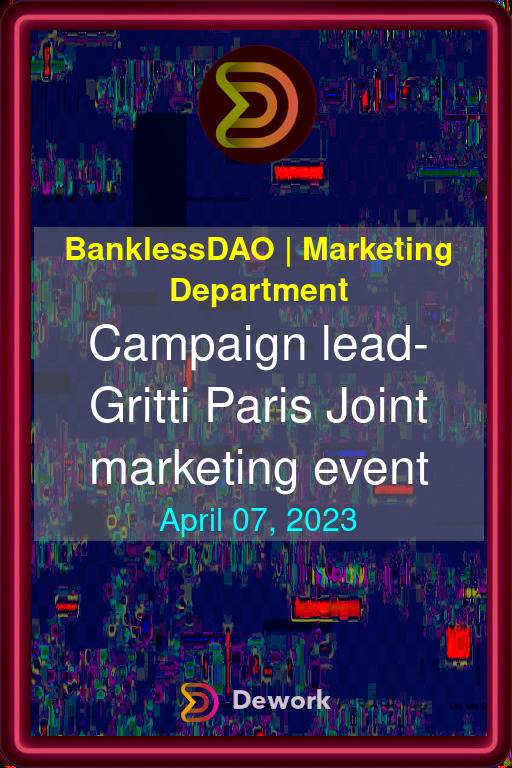 BanklessDAO | Marketing
Department
Campaign lead-
Gritti Paris Joint
marketing event
April 07, 2023
Dework